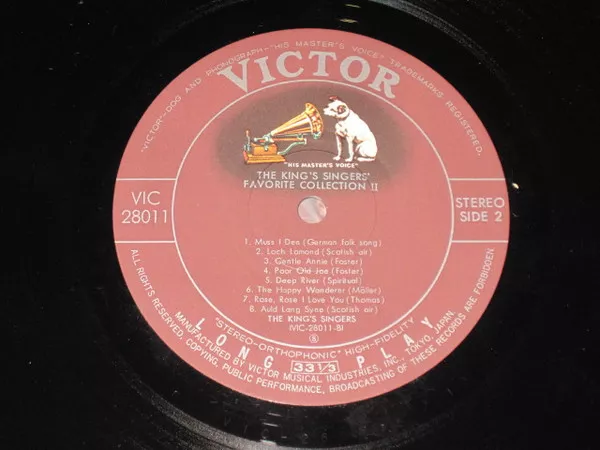 "VICTOR"-DOG AND PHONOGRAPH-"HIS MASTER'S VOICE" TRADEMARKS REGISTERED.
VICTOR
"HIS MASTER'S VOICE"
THE KING'S SINGERS'
FAVORITE COLLECTION II
VIC
28011
STEREO
SIDE 2
1. Muss I Den (German folk song)
2. Loch Lomond (Scotish air)
3. Gentle Annie (Foster)
4. Poor Old Joe (Foster)
5. Deep River (Spiritual)
6. The Happy Wanderer (Möller)
7. Rose, Rose I Love You (Thomas)
8. Auld Lang Syne (Scotish air)
THE KING'S SINGERS
(VIC-28011-B)
"STEREO-ORTHOPHONIC" HIGH-FIDELITY
LONG 33 1/3 PLAY
ALL RIGHTS RESERVED, COPYING, PUBLIC PERFORMANCE, BROADCASTING OF THESE RECORDS ARE FORBIDDEN
MANUFACTURED BY VICTOR MUSICAL INDUSTRIES, INC., TOKYO, JAPAN.